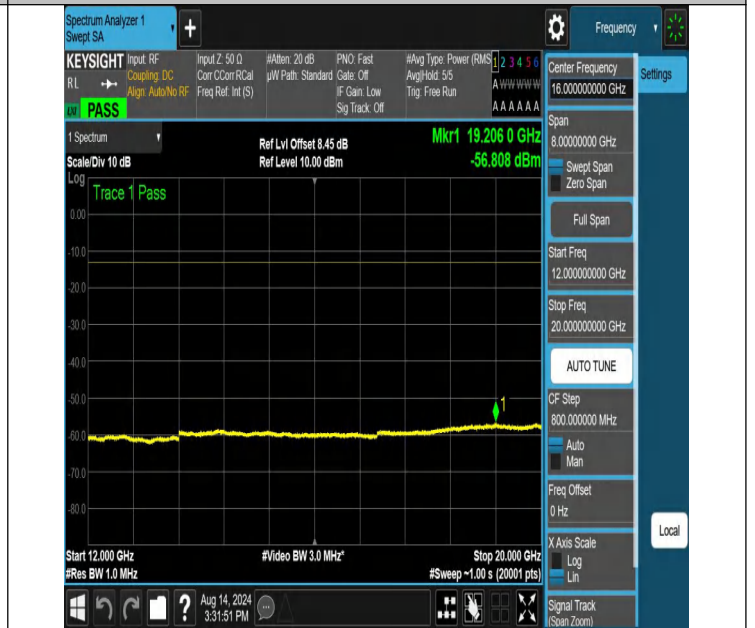 Spectrum Analyzer 1
Swept SA
+
Frequency
KEYSIGHT
RL
PASS
Input: RF
Coupling: DC
Align: Auto/No RF
Input Z: 50 Ω
Corr CCorr RCal
Freq Ref: Int (S)
#Atten: 20 dB
µW Path: Standard
PNO: Fast
Gate: Off
IF Gain: Low
Sig Track: Off
#Avg Type: Power (RMS
Avg|Hold: 5/5
Trig: Free Run
1 2 3 4 5 6
A W W W W W
A A A A A A
1 Spectrum
Scale/Div 10 dB
Ref Lvl Offset 8.45 dB
Ref Level 10.00 dBm
Mkr1 19.206 0 GHz
-56.808 dBm
Log
Trace 1 Pass
0.00
-10.0
-20.0
-30.0
-40.0
-50.0
-60.0
-70.0
-80.0
1
Start 12.000 GHz
#Res BW 1.0 MHz
#Video BW 3.0 MHz*
Stop 20.000 GHz
#Sweep ~1.00 s (20001 pts)
Center Frequency
16.000000000 GHz
Settings
Span
8.00000000 GHz
Swept Span
Zero Span
Full Span
Start Freq
12.000000000 GHz
Stop Freq
20.000000000 GHz
AUTO TUNE
CF Step
800.000000 MHz
Auto
Man
Freq Offset
0 Hz
X Axis Scale
Log
Lin
Signal Track
(Span Zoom)
Local
?
Aug 14, 2024
3:31:51 PM